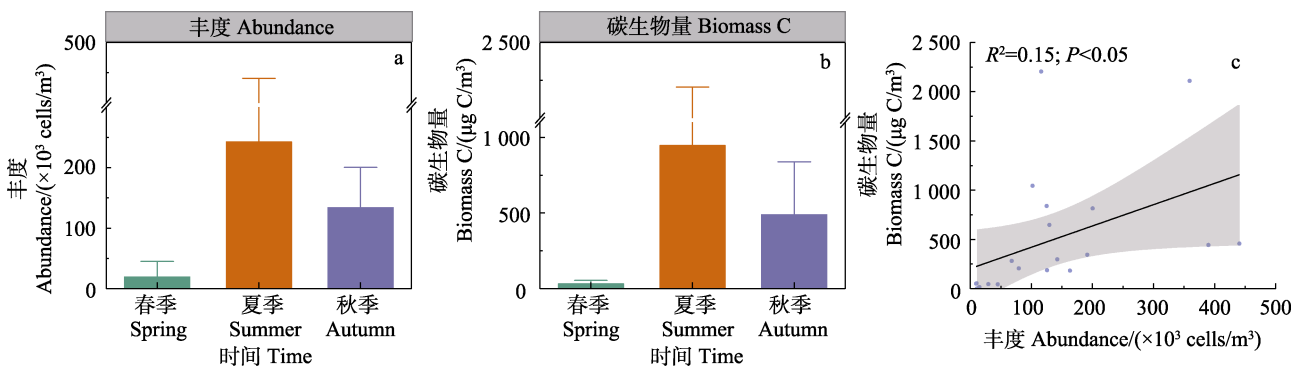 丰度 Abundance
500
200
100
0
a
丰度
Abundance/(×10³ cells/m³)
春季
Spring
夏季
Summer
秋季
Autumn
时间 Time
碳生物量 Biomass C
2 500
1 000
500
0
b
碳生物量
Biomass C/(μg C/m³)
春季
Spring
夏季
Summer
秋季
Autumn
时间 Time
R²=0.15; P<0.05
c
2 500
2 000
1 500
1 000
500
0
碳生物量
Biomass C/(μg C/m³)
0 100 200 300 400 500
丰度 Abundance/(×10³ cells/m³)